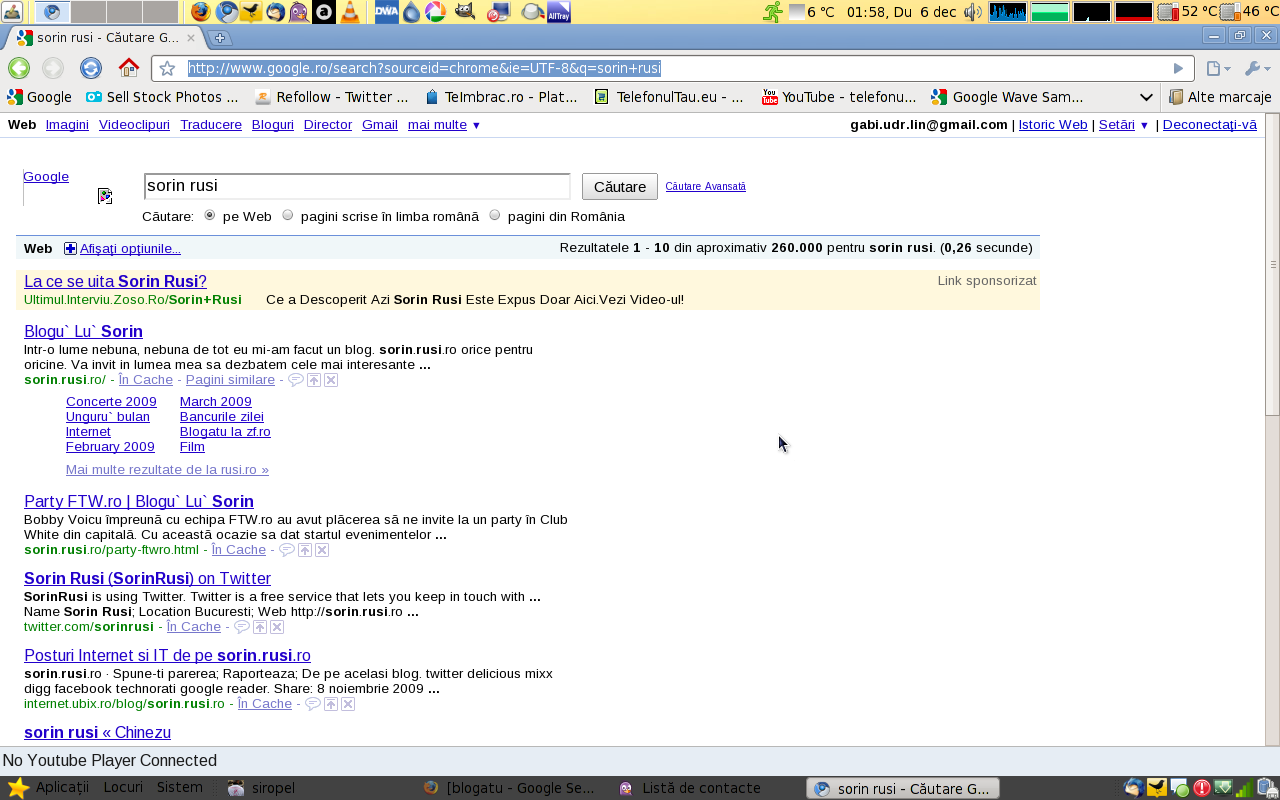 6 °C 01:58, Du 6 dec 52 °C 46 °C
DWA a AllTray
sorin rusi - Căutare G...
http://www.google.ro/search?sourceid=chrome&ie=UTF-8&q=sorin+rusi
Google Sell Stock Photos ... Refollow - Twitter ... TeImbrac.ro - Plat... TelefonulTau.eu - ... You Tube YouTube - telefonu... Google Wave Sam... Alte marcaje
Web Imagini Videoclipuri Traducere Bloguri Director Gmail mai multe ▼ gabi.udr.lin@gmail.com | Istoric Web | Setări ▼ | Deconectaţi-vă
Google sorin rusi Căutare Căutare Avansată
Căutare: pe Web pagini scrise în limba română pagini din România
Web Afişaţi opţiunile... Rezultatele 1 - 10 din aproximativ 260.000 pentru sorin rusi. (0,26 secunde)
La ce se uita Sorin Rusi? Link sponsorizat
Ultimul.Interviu.Zoso.Ro/Sorin+Rusi Ce a Descoperit Azi Sorin Rusi Este Expus Doar Aici.Vezi Video-ul!
Blogu` Lu` Sorin
Intr-o lume nebuna, nebuna de tot eu mi-am facut un blog. sorin.rusi.ro orice pentru
oricine. Va invit in lumea mea sa dezbatem cele mai interesante ...
sorin.rusi.ro/ - În Cache - Pagini similare -
Concerte 2009 March 2009
Unguru` bulan Bancurile zilei
Internet Blogatu la zf.ro
February 2009 Film
Mai multe rezultate de la rusi.ro »
Party FTW.ro | Blogu` Lu` Sorin
Bobby Voicu împreună cu echipa FTW.ro au avut plăcerea să ne invite la un party în Club
White din capitală. Cu această ocazie sa dat startul evenimentelor ...
sorin.rusi.ro/party-ftwro.html - În Cache -
Sorin Rusi (SorinRusi) on Twitter
SorinRusi is using Twitter. Twitter is a free service that lets you keep in touch with ...
Name Sorin Rusi; Location Bucuresti; Web http://sorin.rusi.ro ...
twitter.com/sorinrusi - În Cache -
Posturi Internet si IT de pe sorin.rusi.ro
sorin.rusi.ro · Spune-ti parerea; Raporteaza; De pe acelasi blog. twitter delicious mixx
digg facebook technorati google reader. Share: 8 noiembrie 2009 ...
internet.ubix.ro/blog/sorin.rusi.ro - În Cache -
sorin rusi « Chinezu
No Youtube Player Connected
Aplicații Locuri Sistem siropel [blogatu - Google Se... Listă de contacte sorin rusi - Căutare G...